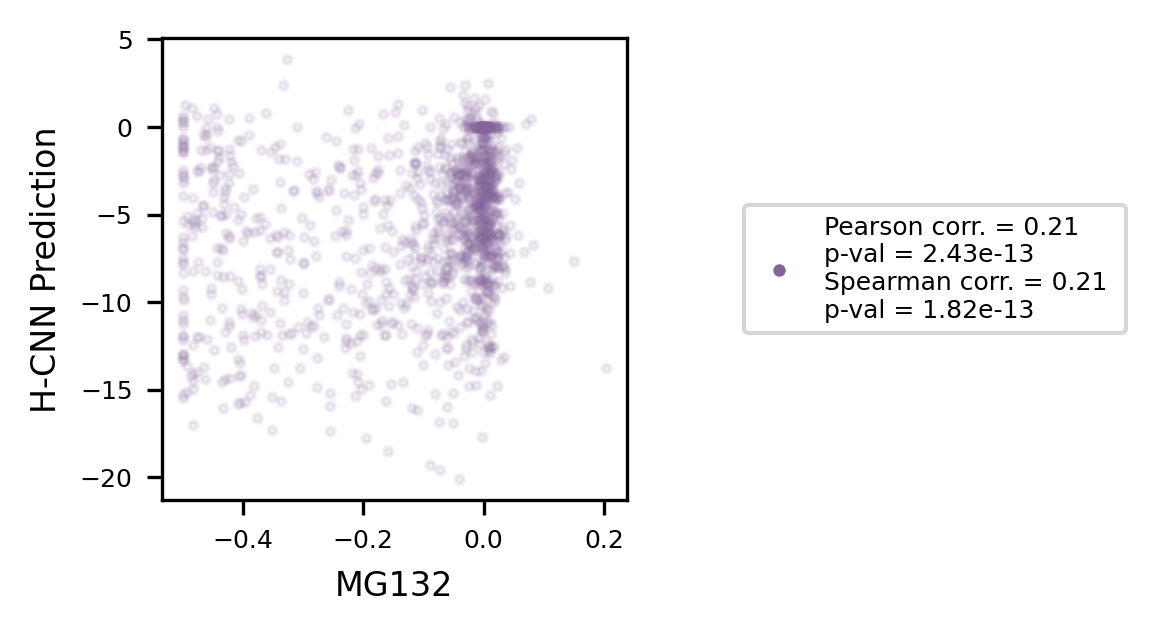 5
0
−5
−10
−15
−20
H-CNN Prediction
−0.4
−0.2
0.0
0.2
MG132
Pearson corr. = 0.21
p-val = 2.43e-13
Spearman corr. = 0.21
p-val = 1.82e-13